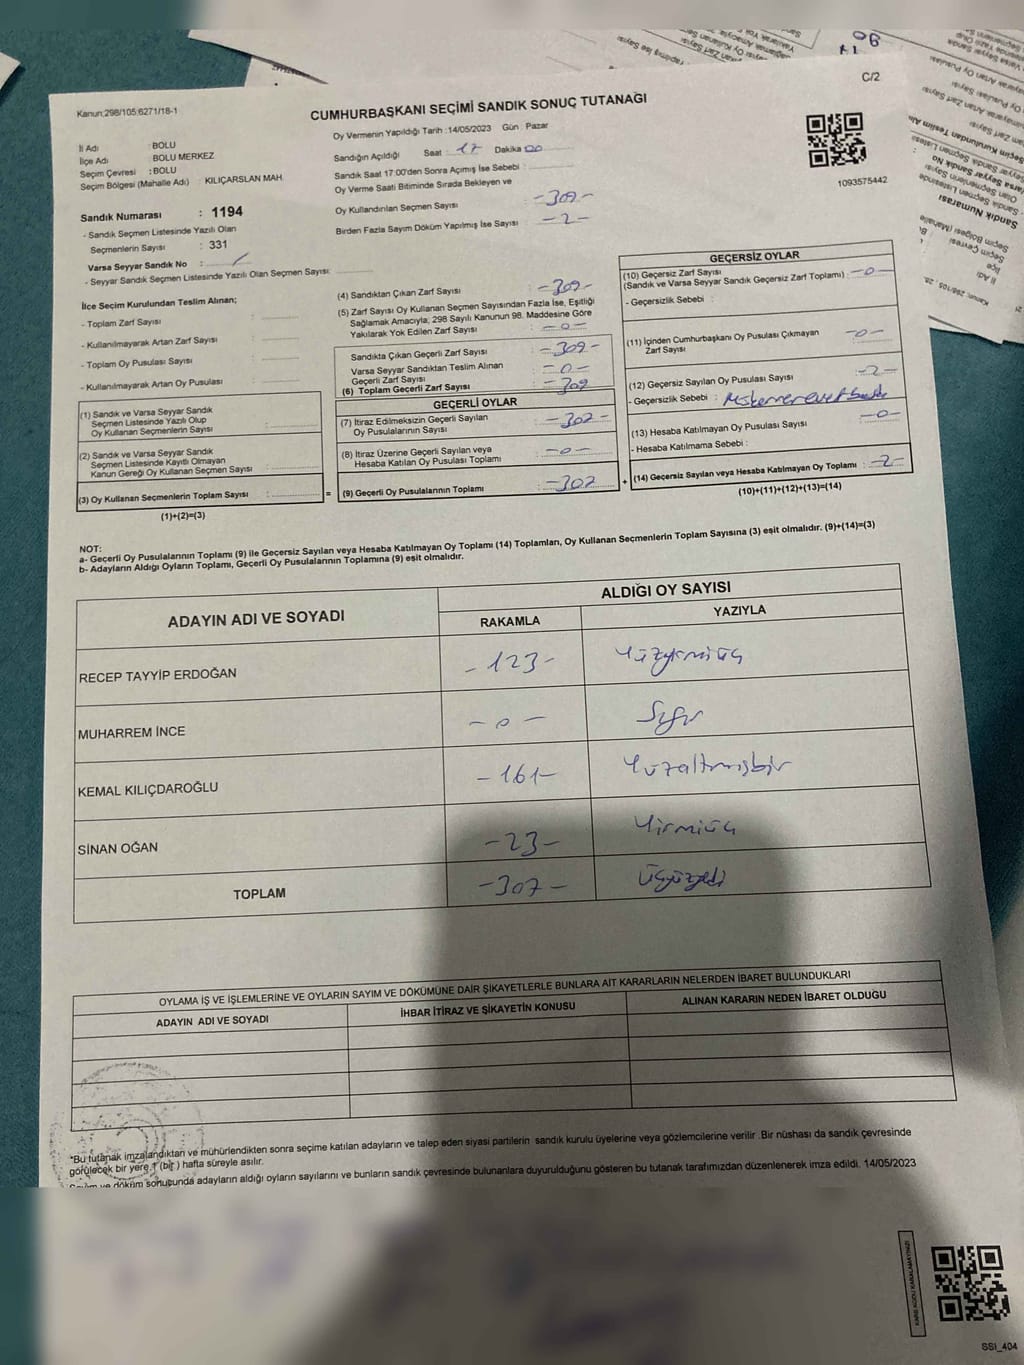 C/2
Kanun;298/105;6271/18-1
CUMHURBAŞKANI SEÇİMİ SANDIK SONUÇ TUTANAĞI
Oy Vermenin Yapıldığı Tarih :14/05/2023 Gün : Pazar
İl Adı : BOLU
İlçe Adı : BOLU MERKEZ
Seçim Çevresi : BOLU
Seçim Bölgesi (Mahalle Adı) : KILIÇARSLAN MAH.
Sandığın Açıldığı Saat : 17 Dakika 00
Sandık Saat 17:00'den Sonra Açımış İse Sebebi :
Oy Verme Saati Bitiminde Sırada Bekleyen ve
Oy Kullandırılan Seçmen Sayısı : -309-
Birden Fazla Sayım Döküm Yapılmış İse Sayısı : -2-
1093575442
Sandık Numarası : 1194
- Sandık Seçmen Listesinde Yazılı Olan
Seçmenlerin Sayısı : 331
Varsa Seyyar Sandık No :
- Seyyar Sandık Seçmen Listesinde Yazılı Olan Seçmen Sayısı:
İlçe Seçim Kurulundan Teslim Alınan;
- Toplam Zarf Sayısı :
- Kullanılmayarak Artan Zarf Sayısı :
- Toplam Oy Pusulası Sayısı :
- Kullanılmayarak Artan Oy Pusulası :
(1) Sandık ve Varsa Seyyar Sandık
Seçmen Listesinde Yazılı Olup
Oy Kullanan Seçmenlerin Sayısı :
(2) Sandık ve Varsa Seyyar Sandık
Seçmen Listesinde Kayıtlı Olmayan
Kanun Gereği Oy Kullanan Seçmen Sayısı :
(3) Oy Kullanan Seçmenlerin Toplam Sayısı :
(1)+(2)=(3)
=
(4) Sandıktan Çıkan Zarf Sayısı : -309-
(5) Zarf Sayısı Oy Kullanan Seçmen Sayısından Fazla İse, Eşitliği
Sağlamak Amacıyla; 298 Sayılı Kanunun 98. Maddesine Göre
Yakılarak Yok Edilen Zarf Sayısı : -0-
Sandıkta Çıkan Geçerli Zarf Sayısı : -309-
Varsa Seyyar Sandıktan Teslim Alınan
Geçerli Zarf Sayısı : -0-
(6) Toplam Geçerli Zarf Sayısı : -309
GEÇERLİ OYLAR
(7) İtiraz Edilmeksizin Geçerli Sayılan
Oy Pusulalarının Sayısı : -307-
(8) İtiraz Üzerine Geçerli Sayılan veya
Hesaba Katılan Oy Pusulası Toplamı : -0-
(9) Geçerli Oy Pusulalarının Toplamı : -307
+
GEÇERSİZ OYLAR
(10) Geçersiz Zarf Sayısı
(Sandık ve Varsa Seyyar Sandık Geçersiz Zarf Toplamı) : -0-
- Geçersizlik Sebebi :
(11) İçinden Cumhurbaşkanı Oy Pusulası Çıkmayan
Zarf Sayısı : -0-
(12) Geçersiz Sayılan Oy Pusulası Sayısı : -2-
- Geçersizlik Sebebi :
(13) Hesaba Katılmayan Oy Pusulası Sayısı : -0-
- Hesaba Katılmama Sebebi :
(14) Geçersiz Sayılan veya Hesaba Katılmayan Oy Toplamı : -2-
(10)+(11)+(12)+(13)=(14)
NOT:
a- Geçerli Oy Pusulalarının Toplamı (9) ile Geçersiz Sayılan veya Hesaba Katılmayan Oy Toplamı (14) Toplamları, Oy Kullanan Seçmenlerin Toplam Sayısına (3) eşit olmalıdır. (9)+(14)=(3)
b- Adayların Aldığı Oyların Toplamı, Geçerli Oy Pusulalarının Toplamına (9) eşit olmalıdır.
ADAYIN ADI VE SOYADI
ALDIĞI OY SAYISI
RAKAMLA YAZIYLA
RECEP TAYYİP ERDOĞAN -123- Yüzyirmiüç
MUHARREM İNCE -0- Sıfır
KEMAL KILIÇDAROĞLU -161- Yüzaltmışbir
SİNAN OĞAN -23- Yirmiüç
TOPLAM -307- Üçyüzyedi
OYLAMA İŞ VE İŞLEMLERİNE VE OYLARIN SAYIM VE DÖKÜMÜNE DAİR ŞİKAYETLERLE BUNLARA AİT KARARLARIN NELERDEN İBARET BULUNDUKLARI
ADAYIN ADI VE SOYADI İHBAR İTİRAZ VE ŞİKAYETİN KONUSU ALINAN KARARIN NEDEN İBARET OLDUĞU
*Bu tutanak imzalandıktan ve mühürlendikten sonra seçime katılan adayların ve talep eden siyasi partilerin sandık kurulu üyelerine veya gözlemcilerine verilir .Bir nüshası da sandık çevresinde
görülecek bir yere 1 (bir) hafta süreyle asılır.
Sayım ve döküm sonucunda adayların aldığı oyların sayılarını ve bunların sandık çevresinde bulunanlara duyurulduğunu gösteren bu tutanak tarafımızdan düzenlenerek imza edildi. 14/05/2023
KARE KODU KARALAMAYINIZ!
SSİ_404